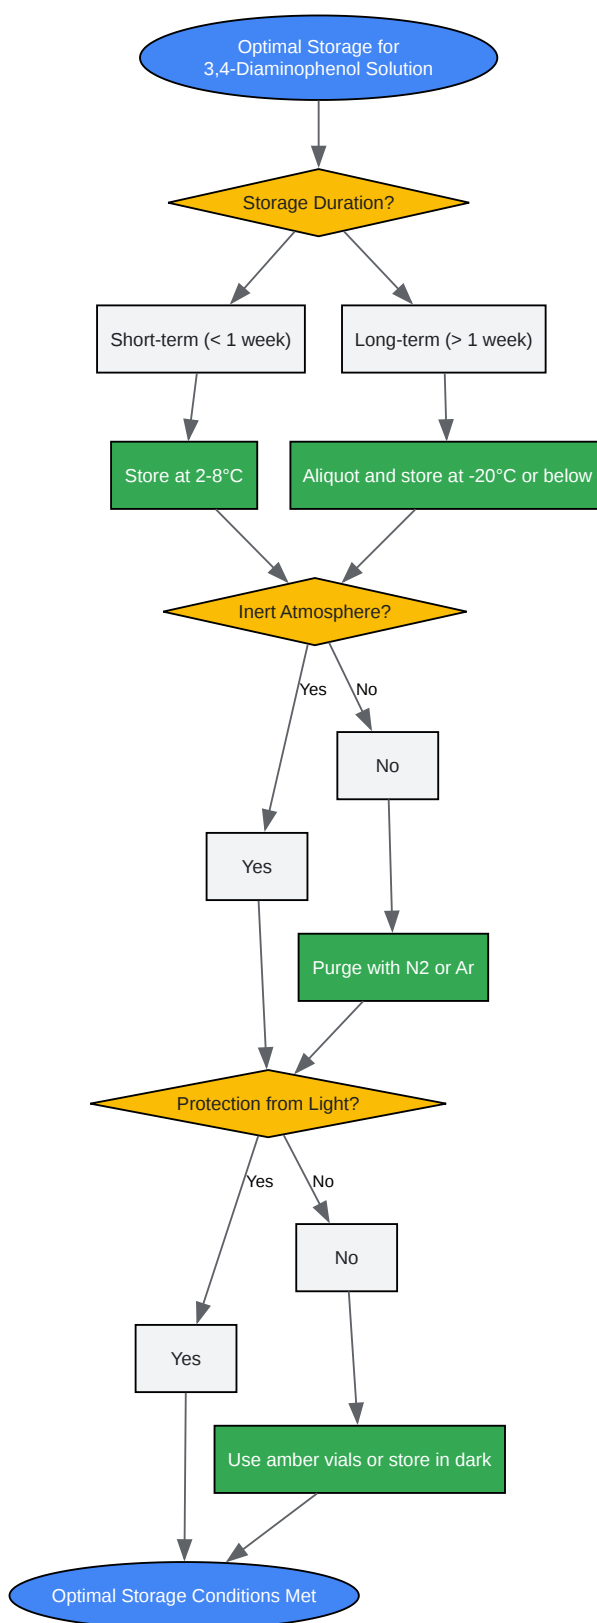 Optimal Storage for
3,4-Diaminophenol Solution
Storage Duration?
Short-term (< 1 week)
Long-term (> 1 week)
Store at 2-8°C
Aliquot and store at -20°C or below
Inert Atmosphere?
Yes
No
No
Yes
Purge with N2 or Ar
Protection from Light?
Yes
No
No
Yes
Use amber vials or store in dark
Optimal Storage Conditions Met